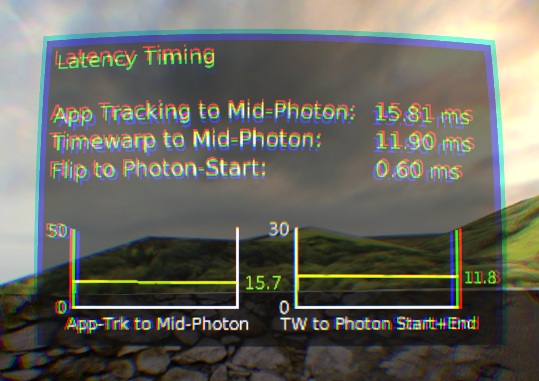 Latency Timing
App Tracking to Mid-Photon: 15.81 ms
Timewarp to Mid-Photon: 11.90 ms
Flip to Photon-Start: 0.60 ms
50 30
15.7 11.8
0 0
App-Trk to Mid-Photon TW to Photon Start+End